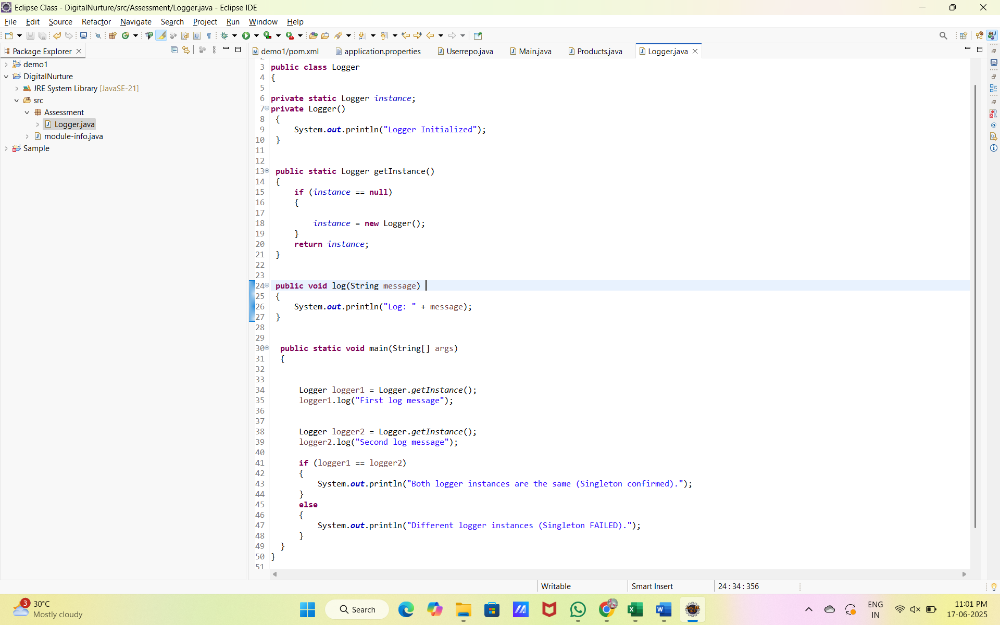 Eclipse Class - DigitalNurture/src/Assessment/Logger.java - Eclipse IDE
File Edit Source Refactor Navigate Search Project Run Window Help
Package Explorer
demo1
DigitalNurture
JRE System Library [JavaSE-21]
src
Assessment
Logger.java
module-info.java
Sample
demo1/pom.xml application.properties Userrepo.java Main.java Products.java Logger.java
3 public class Logger
4 {
5
6 private static Logger instance;
7 private Logger()
8 {
9 System.out.println("Logger Initialized");
10 }
11
12
13 public static Logger getInstance()
14 {
15 if (instance == null)
16 {
17
18 instance = new Logger();
19 }
20 return instance;
21 }
22
23
24 public void log(String message)
25 {
26 System.out.println("Log: " + message);
27 }
28
29
30 public static void main(String[] args)
31 {
32
33
34 Logger logger1 = Logger.getInstance();
35 logger1.log("First log message");
36
37
38 Logger logger2 = Logger.getInstance();
39 logger2.log("Second log message");
40
41 if (logger1 == logger2)
42 {
43 System.out.println("Both logger instances are the same (Singleton confirmed).");
44 }
45 else
46 {
47 System.out.println("Different logger instances (Singleton FAILED).");
48 }
49 }
50 }
51
Writable Smart Insert 24 : 34 : 356
3
30°C
Mostly cloudy
Search
ENG
IN
11:01 PM
17-06-2025